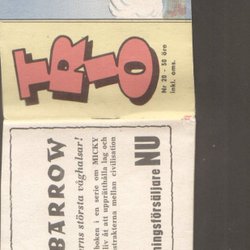 TRIO
Nr 20 - 50 öre
inkl. oms.
BARROW
rns största våghalsar!
boken i en serie om MICKY
liv åt att upprätthålla lag och
strakterna mellan civilisation
ningsförsäljare NU